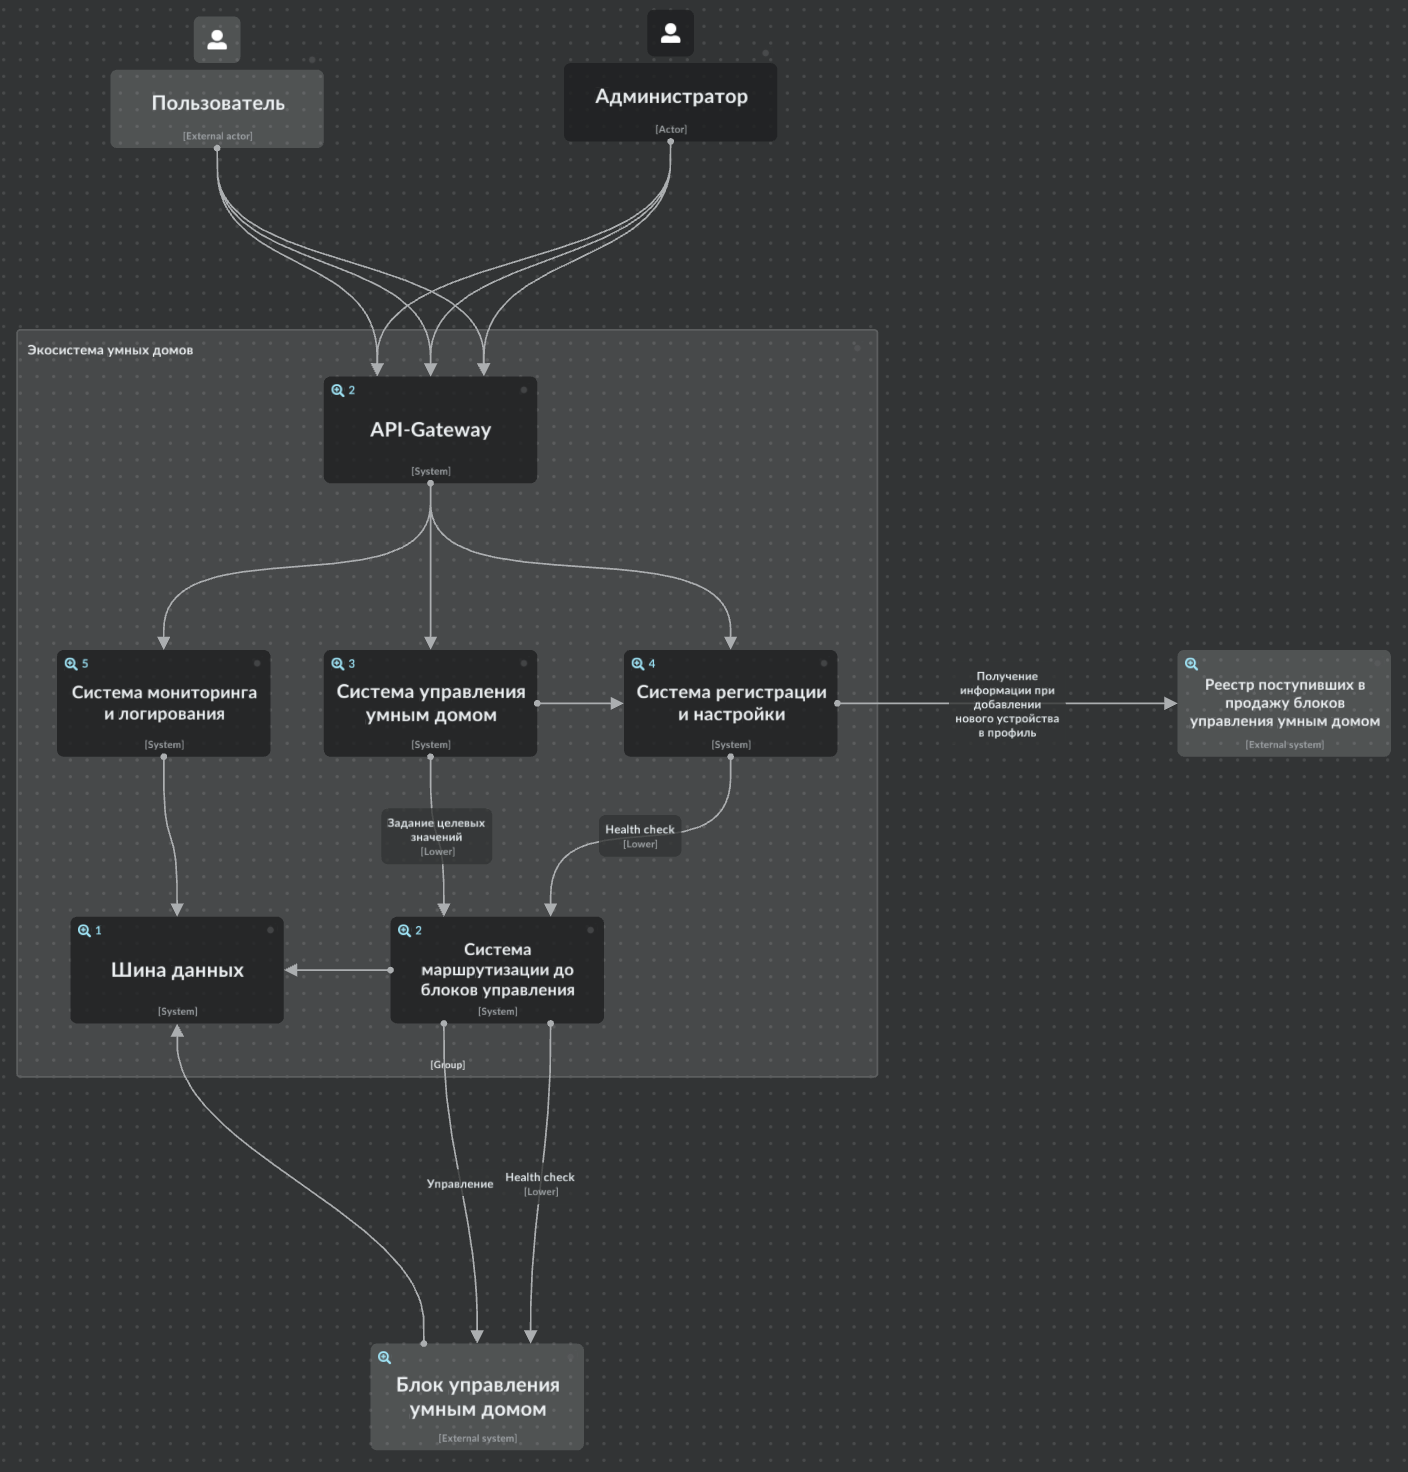 Пользователь
[External actor]
Администратор
[Actor]
Экосистема умных домов
2
API-Gateway
[System]
5
Система мониторинга
и логирования
[System]
3
Система управления
умным домом
[System]
4
Система регистрации
и настройки
[System]
Получение
информации при
добавлении
нового устройства
в профиль
Реестр поступивших в
продажу блоков
управления умным домом
[External system]
Задание целевых
значений
[Lower]
Health check
[Lower]
1
Шина данных
[System]
2
Система
маршрутизации до
блоков управления
[System]
[Group]
Управление
Health check
[Lower]
Блок управления
умным домом
[External system]